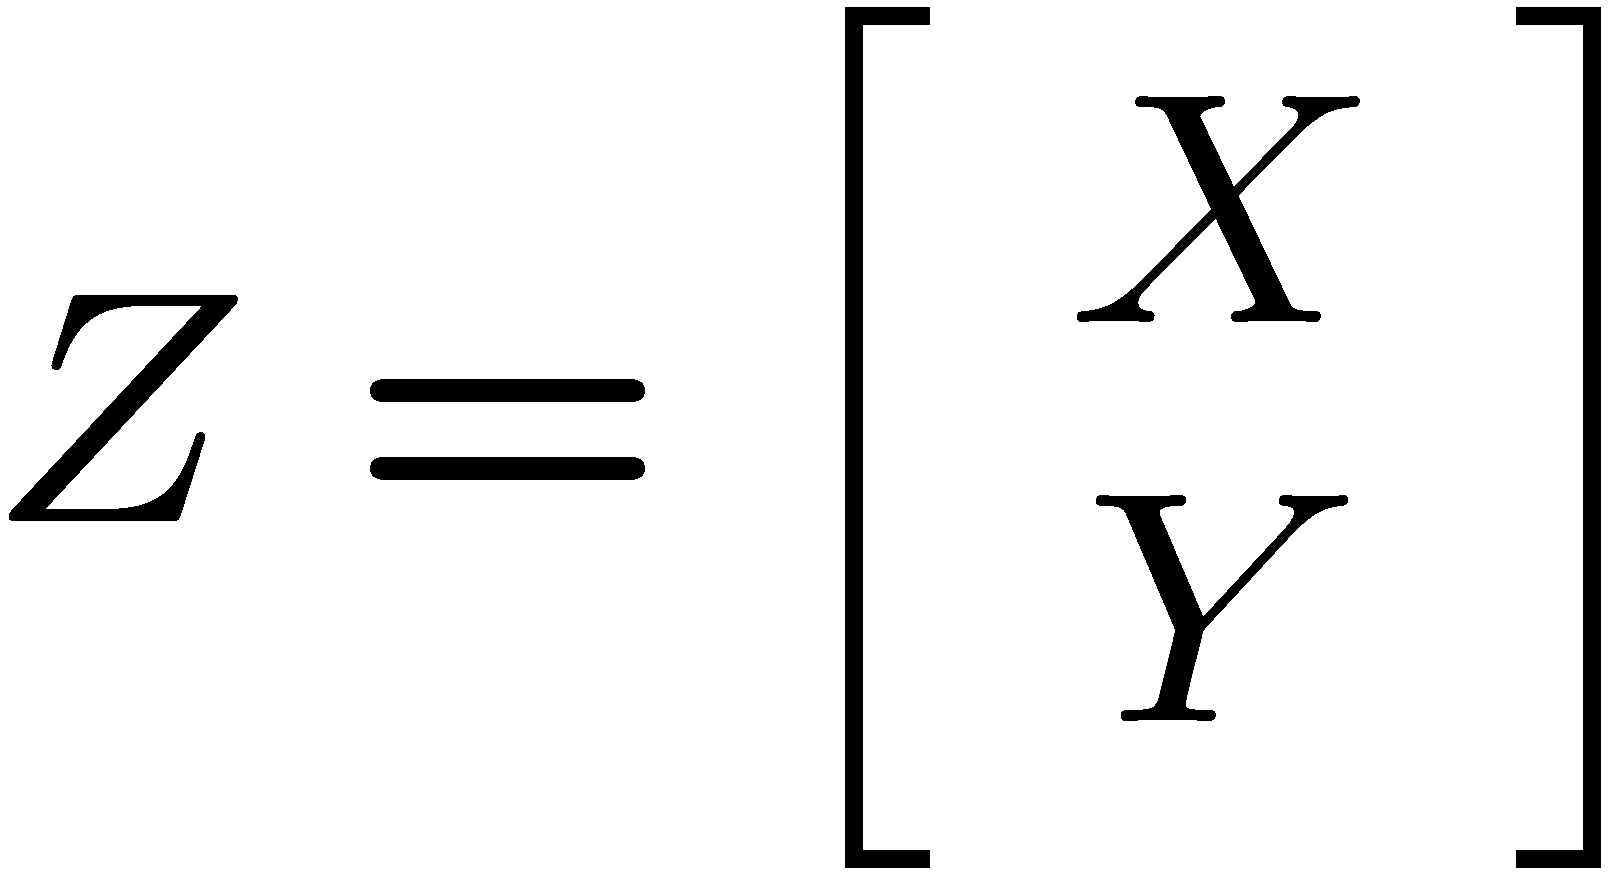 Z = [ X
Y ]